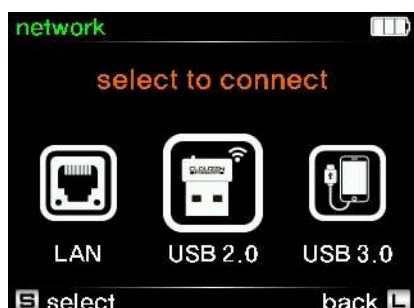 network
select to connect
LAN
USB 2.0
USB 3.0
S select
back L